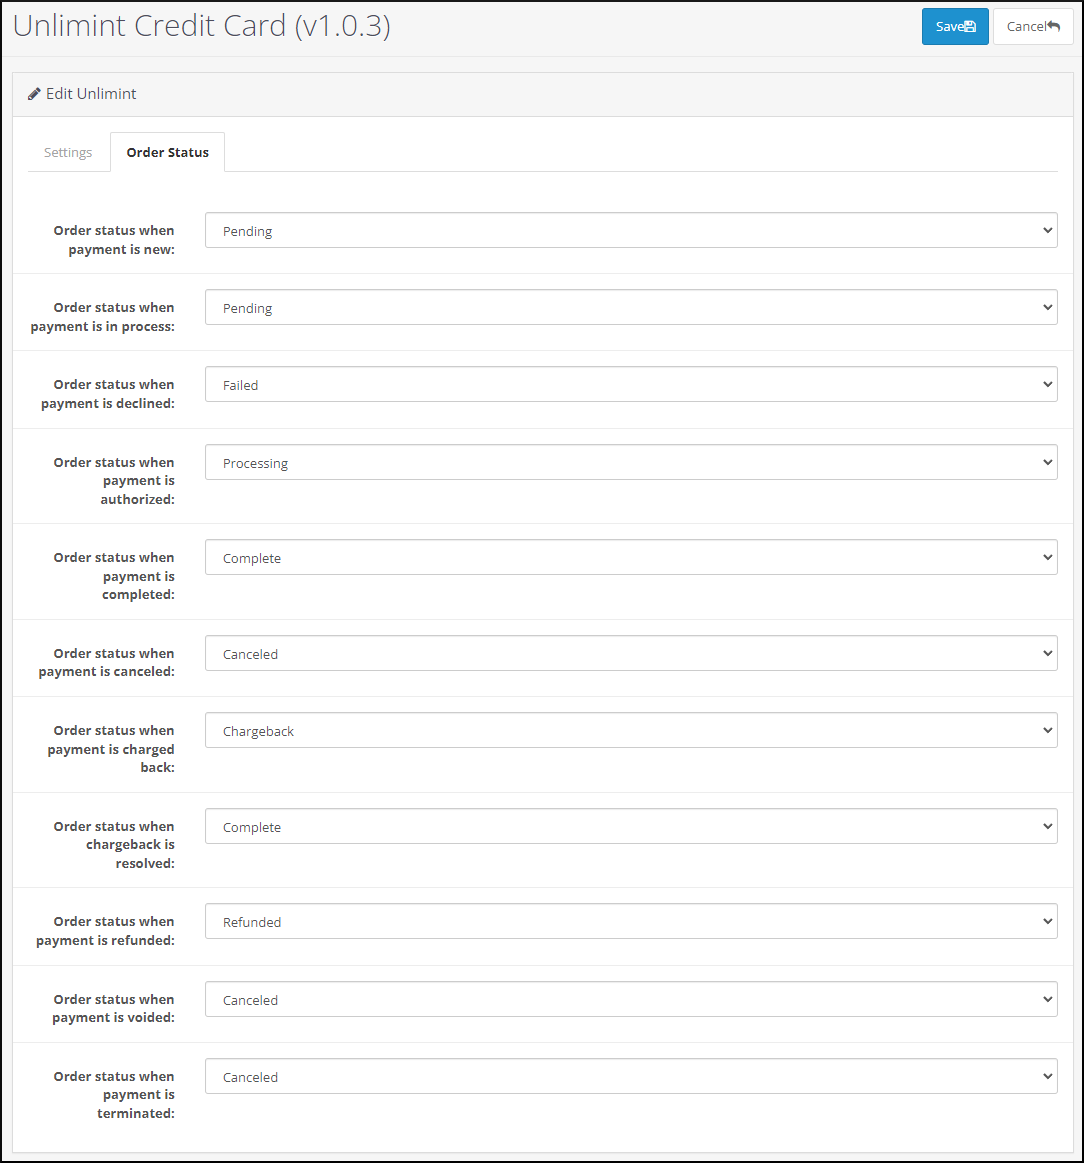 Unlimint Credit Card (v1.0.3)
Save
Cancel
Edit Unlimint
Settings
Order Status
Order status when
payment is new:
Pending
Order status when
payment is in process:
Pending
Order status when
payment is declined:
Failed
Order status when
payment is
authorized:
Processing
Order status when
payment is
completed:
Complete
Order status when
payment is canceled:
Canceled
Order status when
payment is charged
back:
Chargeback
Order status when
chargeback is
resolved:
Complete
Order status when
payment is refunded:
Refunded
Order status when
payment is voided:
Canceled
Order status when
payment is
terminated:
Canceled